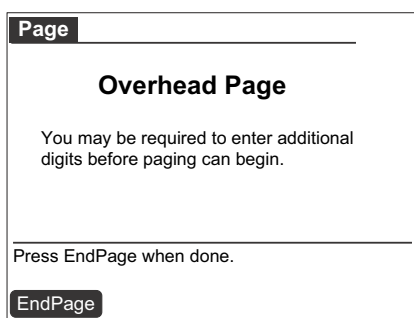 Page
Overhead Page
You may be required to enter additional
digits before paging can begin.
Press EndPage when done.
EndPage